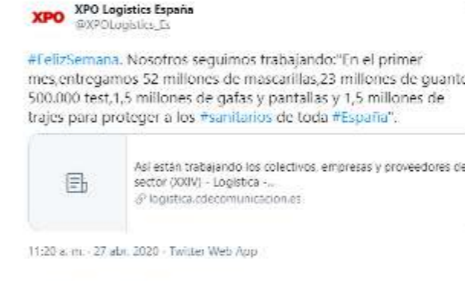 XPO
XPO Logistics España
@XPOLogistics_Es
#FelizSemana. Nosotros seguimos trabajando:"En el primer
mes,entregamos 52 millones de mascarillas,23 millones de guante
500.000 test,1,5 millones de gafas y pantallas y 1,5 millones de
trajes para proteger a los #sanitarios de toda #España".
Así están trabajando los colectivos, empresas y proveedores de
sector (XXIV) - Logística -...
logistica.cdecomunicacion.es
11:20 a. m. · 27 abr. 2020 · Twitter Web App